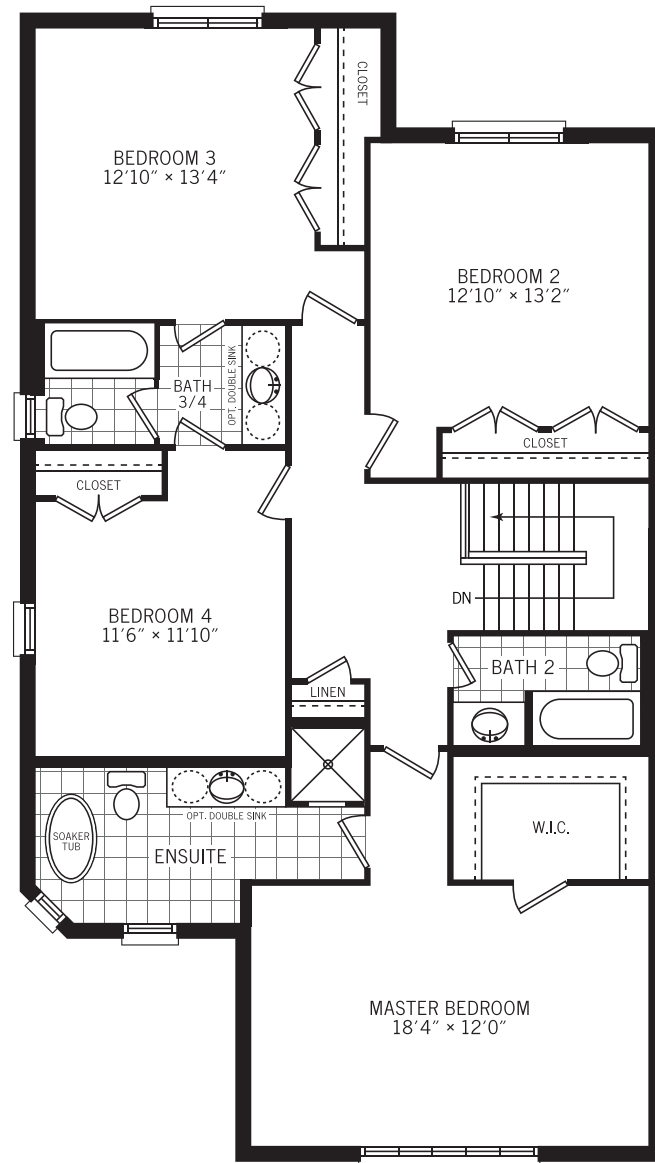 CLOSET
BEDROOM 3
12'10" × 13'4"
BEDROOM 2
12'10" × 13'2"
BATH
3/4
OPT. DOUBLE SINK
CLOSET
CLOSET
DN
BEDROOM 4
11'6" × 11'10"
BATH 2
LINEN
OPT. DOUBLE SINK
SOAKER
TUB
ENSUITE
W.I.C.
MASTER BEDROOM
18'4" × 12'0"